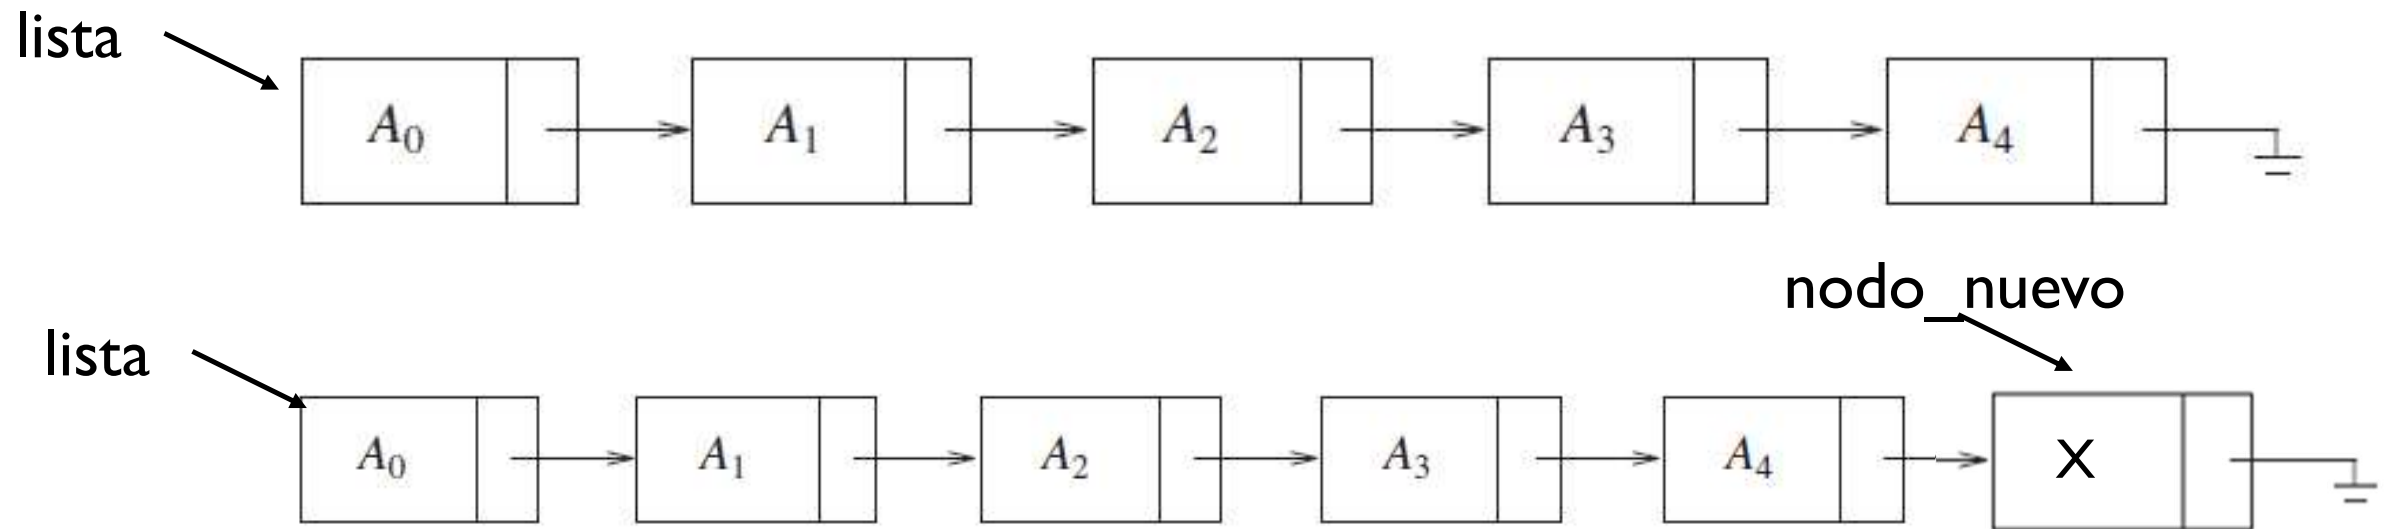 lista
A₀ A₁ A₂ A₃ A₄
nodo_nuevo
lista
A₀ A₁ A₂ A₃ A₄ X